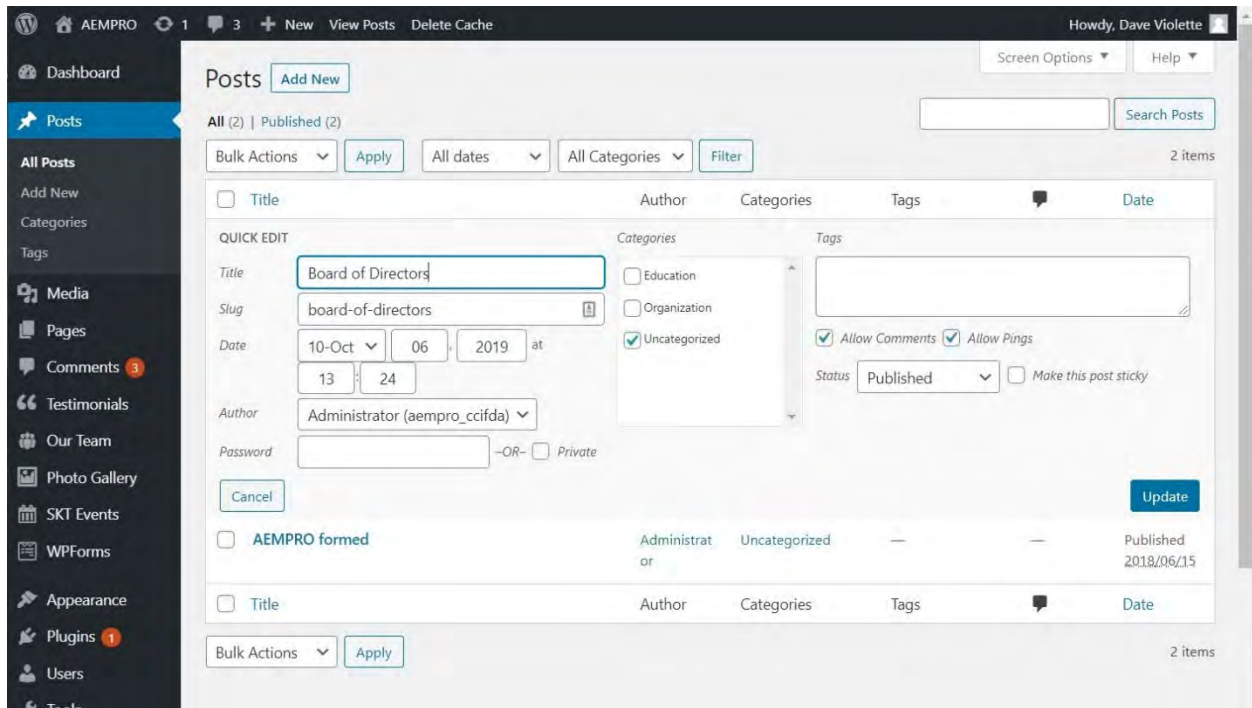 AEMPRO 1 3 New View Posts Delete Cache Howdy, Dave Violette
Dashboard
Posts
All Posts
Add New
Categories
Tags
Media
Pages
Comments 3
Testimonials
Our Team
Photo Gallery
SKT Events
WPForms
Appearance
Plugins 1
Users
Tools
Screen Options Help
Posts Add New
All (2) | Published (2)
Search Posts
Bulk Actions Apply All dates All Categories Filter 2 items
Title Author Categories Tags Date
QUICK EDIT
Title Board of Directors
Slug board-of-directors
Date 10-Oct 06 , 2019 at
13 : 24
Author Administrator (aempro_ccifda)
Password –OR– Private
Categories
Education
Organization
Uncategorized
Tags
Allow Comments Allow Pings
Status Published Make this post sticky
Cancel Update
AEMPRO formed Administrat Uncategorized — — Published
or 2018/06/15
Title Author Categories Tags Date
Bulk Actions Apply 2 items